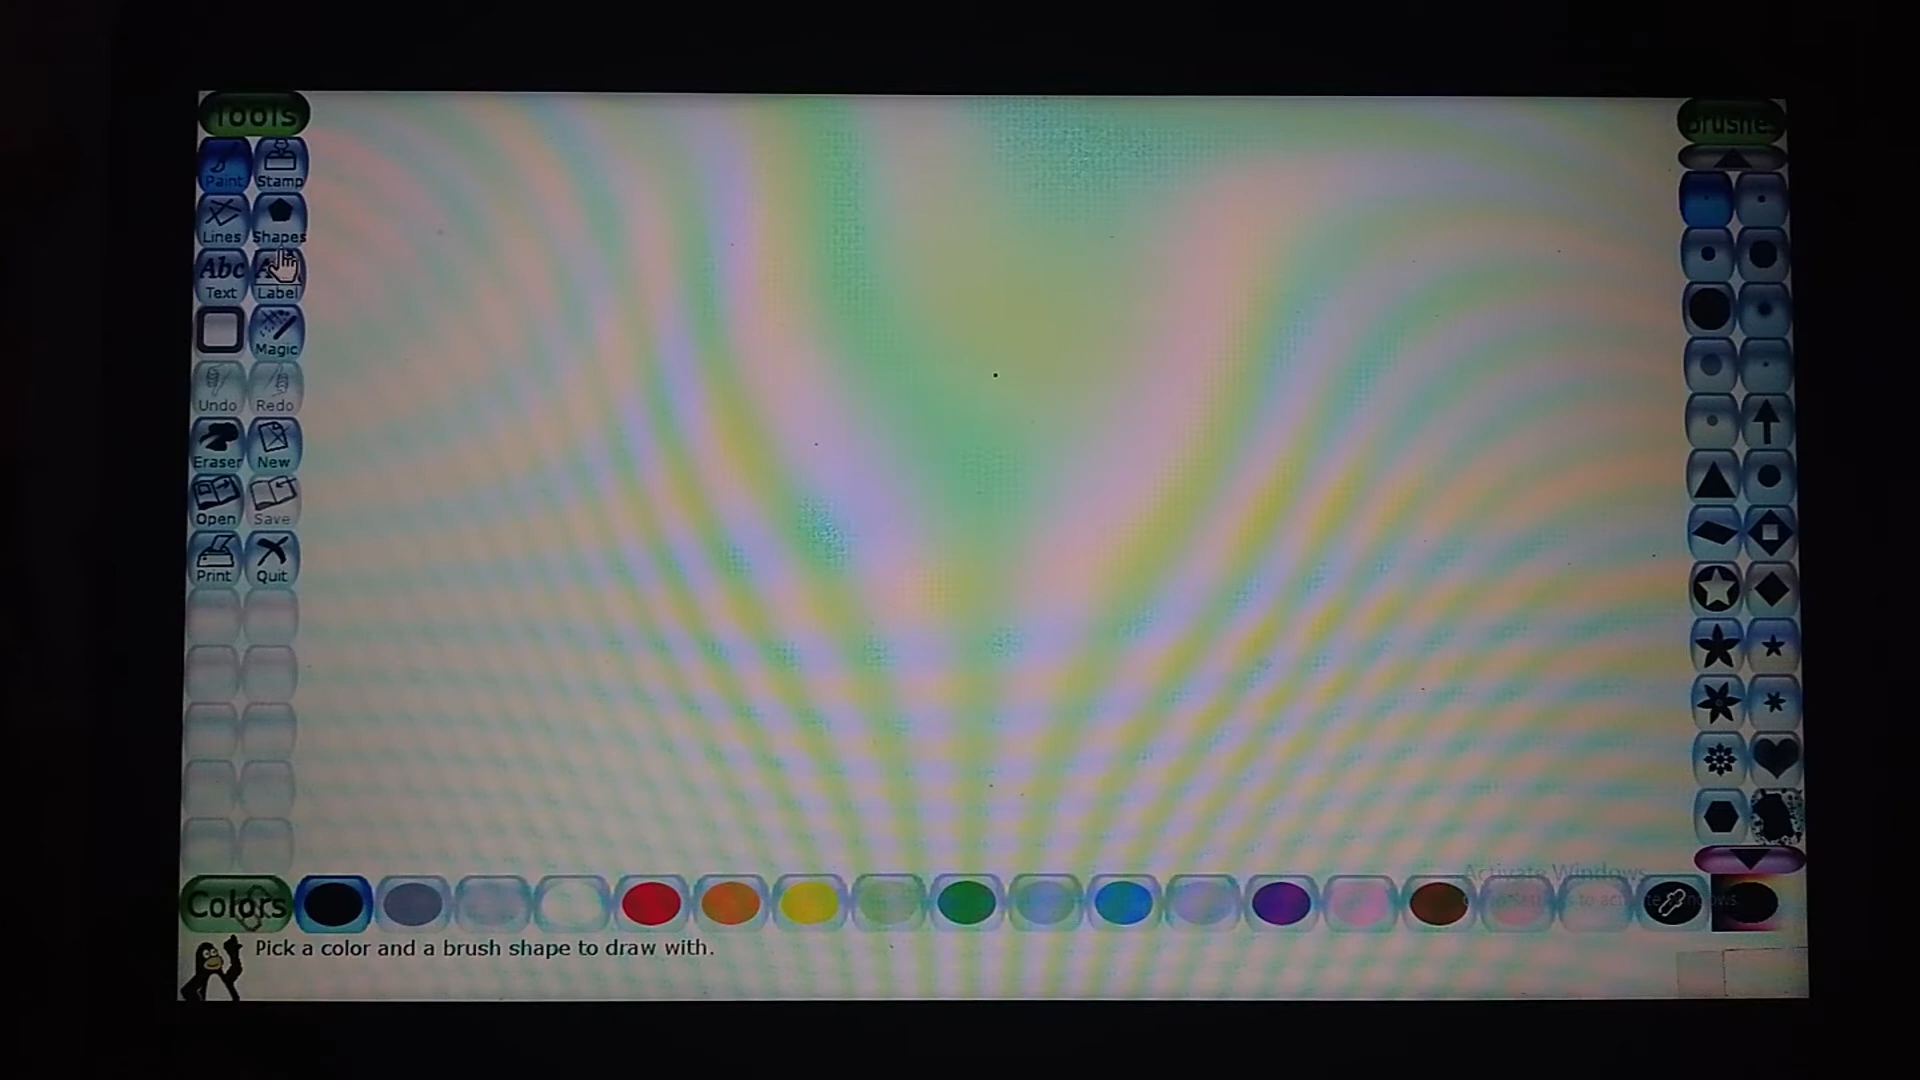 Tools
Brushes
Paint
Stamp
Lines
Shapes
Abc
Text
Label
Magic
Undo
Redo
Eraser
New
Open
Save
Print
Quit
Colors
Activate Windows
Pick a color and a brush shape to draw with.